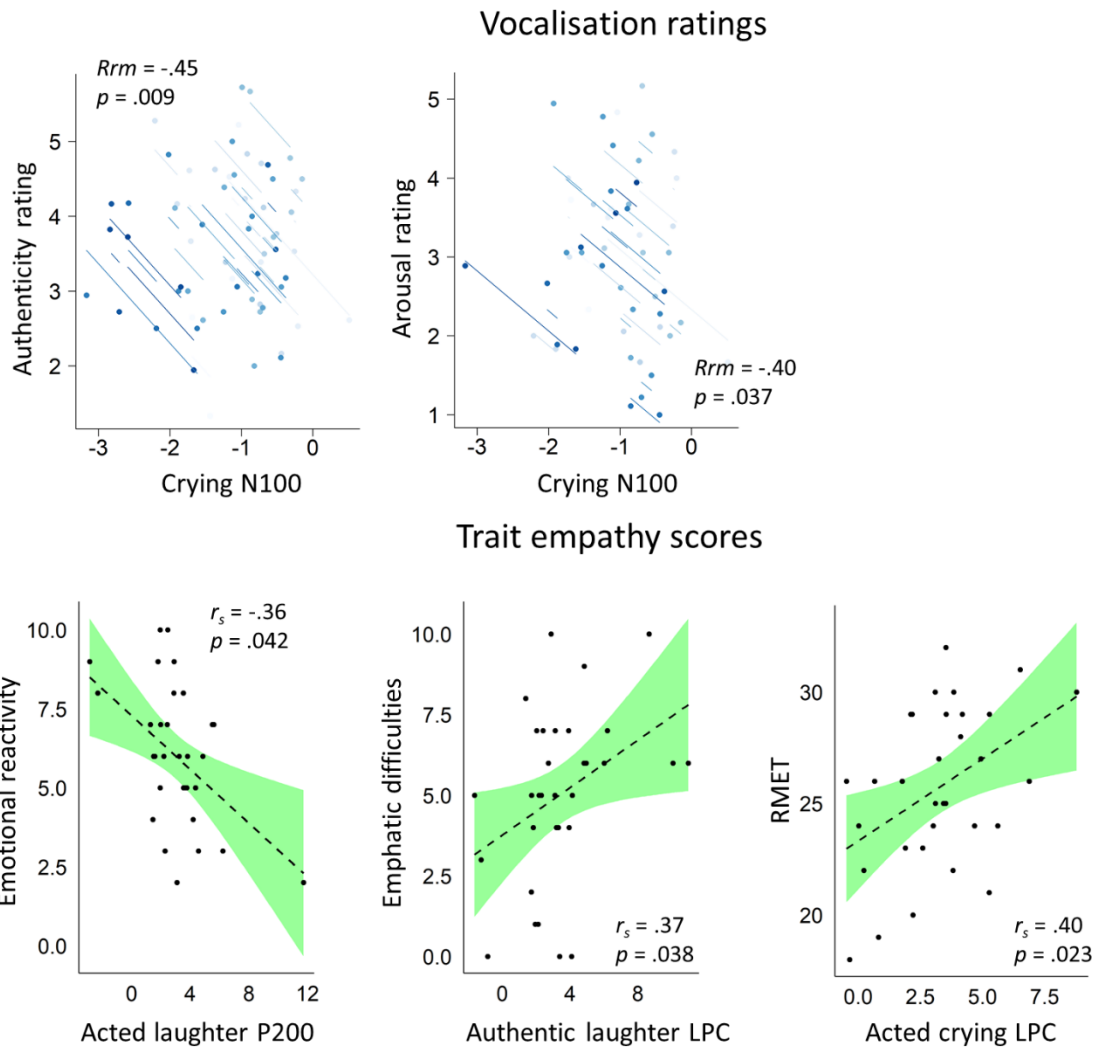 Vocalisation ratings
Rrm = -.45
p = .009
Authenticity rating
5
4
3
2
-3 -2 -1 0
Crying N100
Arousal rating
5
4
3
2
1
Rrm = -.40
p = .037
-3 -2 -1 0
Crying N100
Trait empathy scores
Emotional reactivity
10.0
7.5
5.0
2.5
0.0
rs = -.36
p = .042
0 4 8 12
Acted laughter P200
Emphatic difficulties
10.0
7.5
5.0
2.5
0.0
rs = .37
p = .038
0 4 8
Authentic laughter LPC
RMET
30
25
20
rs = .40
p = .023
0.0 2.5 5.0 7.5
Acted crying LPC